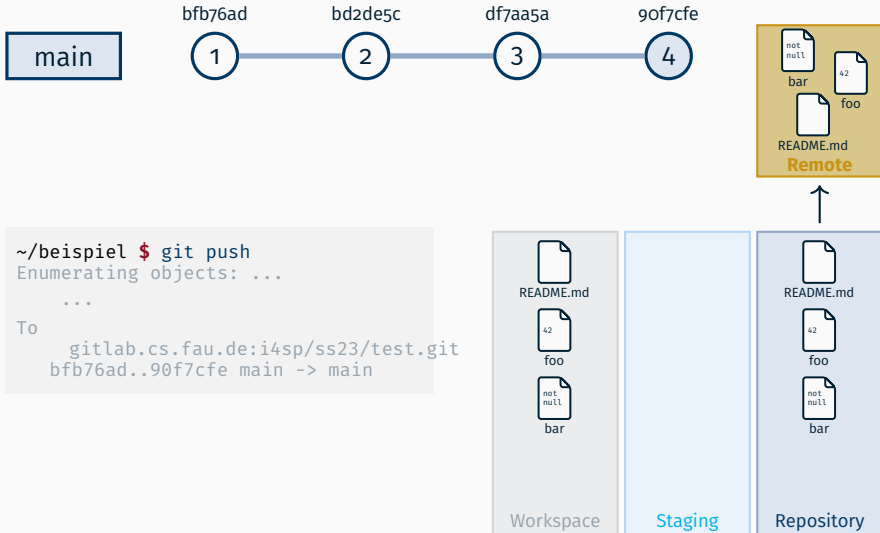 bfb76ad bd2de5c df7aa5a 90f7cfe
main 1 2 3 4
not
null
bar
42
foo
README.md
Remote
~/beispiel $ git push
Enumerating objects: ...
...
To
gitlab.cs.fau.de:i4sp/ss23/test.git
bfb76ad..90f7cfe main -> main
README.md
42
foo
not
null
bar
Workspace
Staging
README.md
42
foo
not
null
bar
Repository